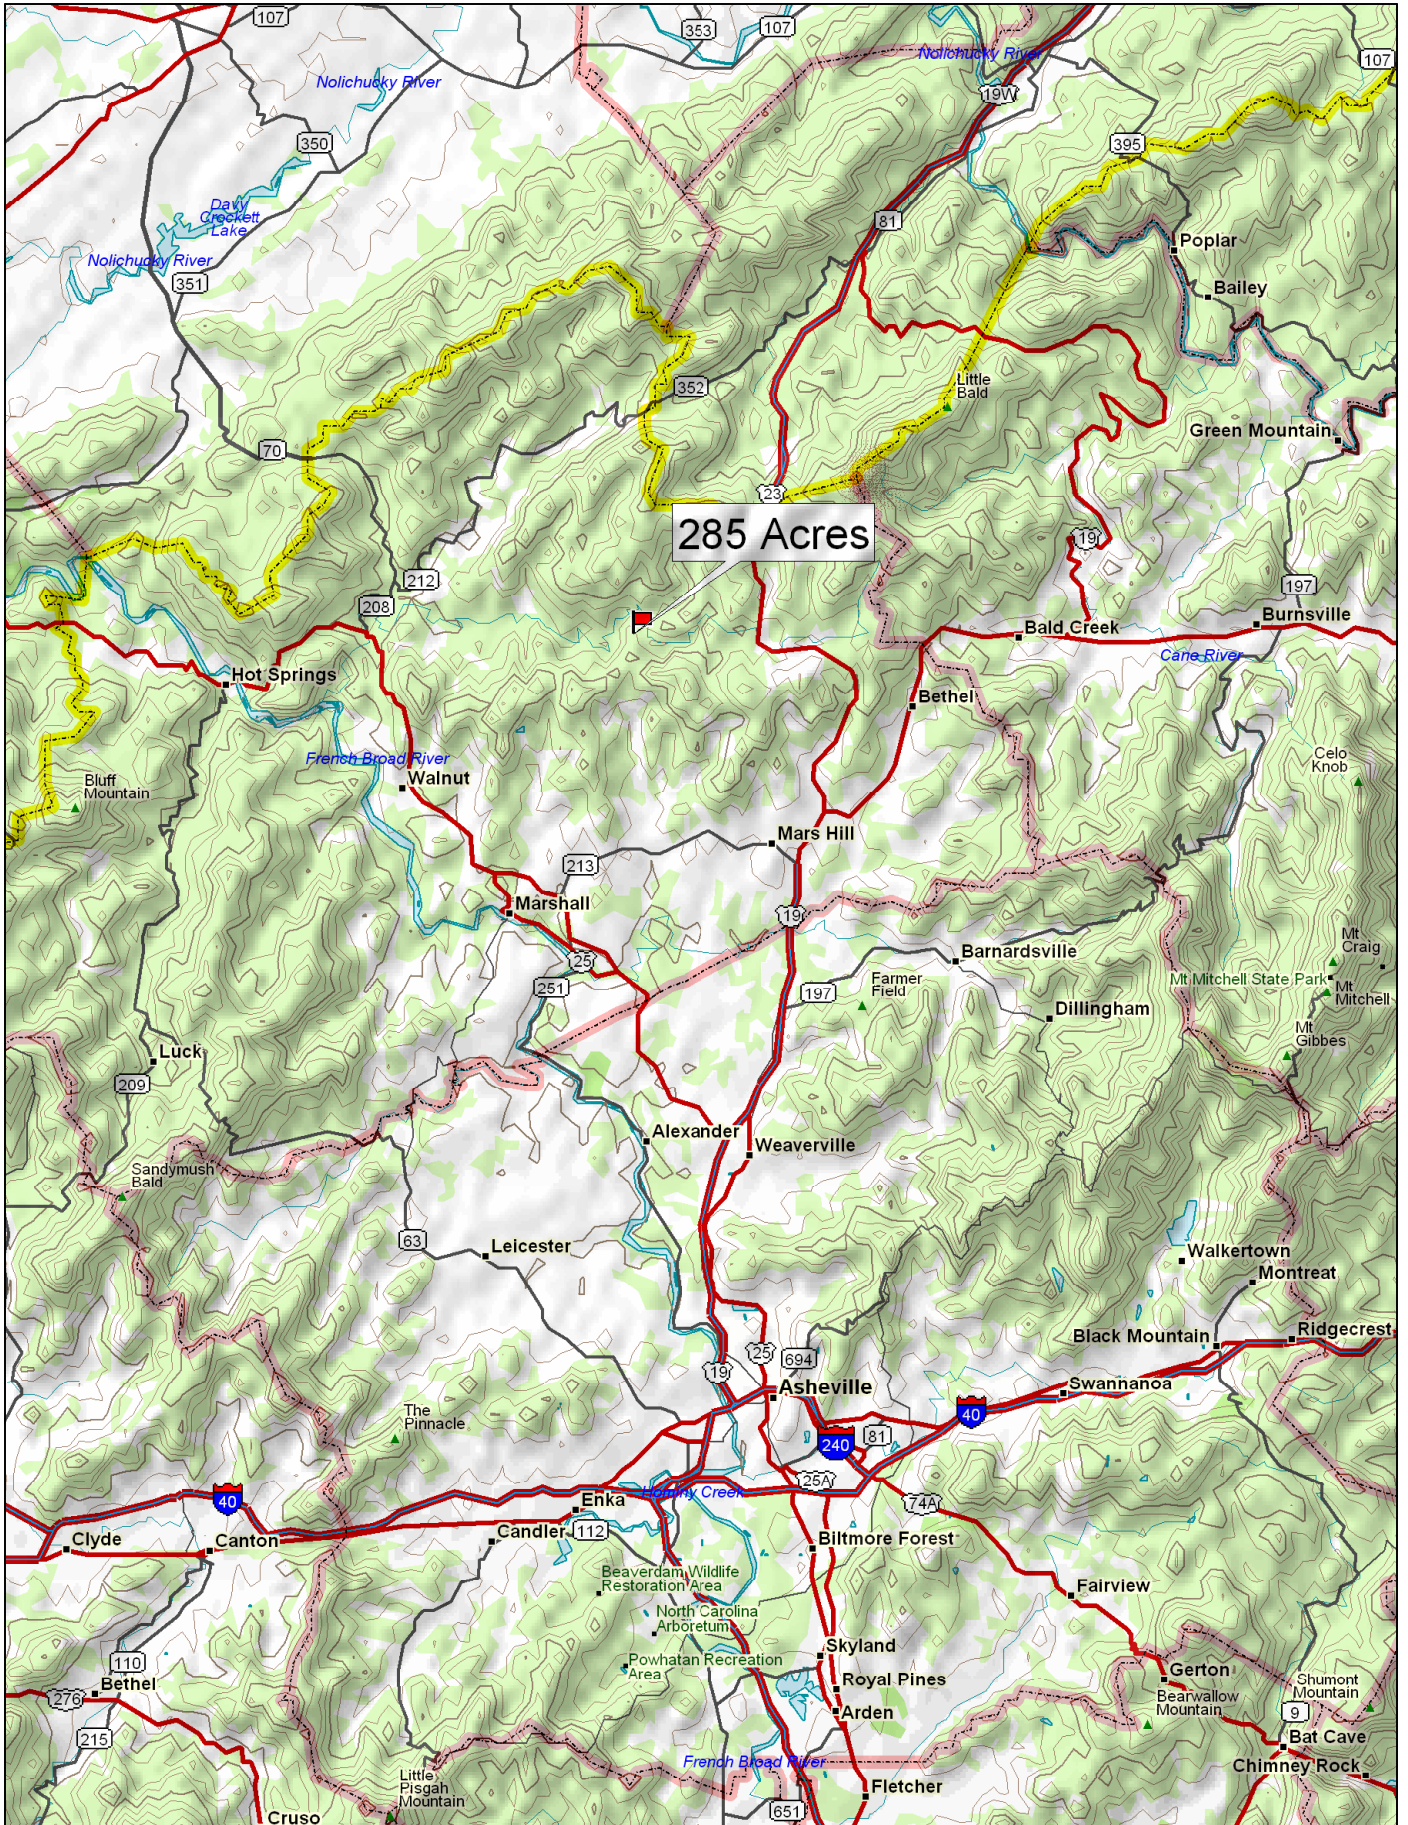 107
353
107
Nolichucky River
Nolichucky River
107
19W
350
395
Davy
Crockett
Lake
81
Poplar
Nolichucky River
351
Bailey
Little
Bald
352
Green Mountain
70
23
285 Acres
19
212
197
208
Burnsville
Bald Creek
Cane River
Hot Springs
Bethel
French Broad River
Celo
Knob
Walnut
Bluff
Mountain
Mars Hill
213
Marshall
19
Mt
Craig
Barnardsville
25
Farmer
Field
Mt Mitchell State Park
251
197
Mt
Mitchell
Dillingham
Mt
Gibbes
Luck
209
Alexander
Weaverville
Sandymush
Bald
63
Leicester
Walkertown
Montreat
Black Mountain
Ridgecrest
25
694
19
Swannanoa
Asheville
The
Pinnacle
40
81
240
25A
Hominy Creek
40
Enka
74A
Clyde
Canton
Candler
112
Biltmore Forest
Beaverdam Wildlife
Restoration Area
Fairview
North Carolina
Arboretum
Skyland
Powhatan Recreation
Area
110
Bethel
276
Royal Pines
Gerton
Shumont
Mountain
Bearwallow
Mountain
Arden
9
215
Bat Cave
French Broad River
Chimney Rock
Little
Pisgah
Mountain
Fletcher
651
Cruso